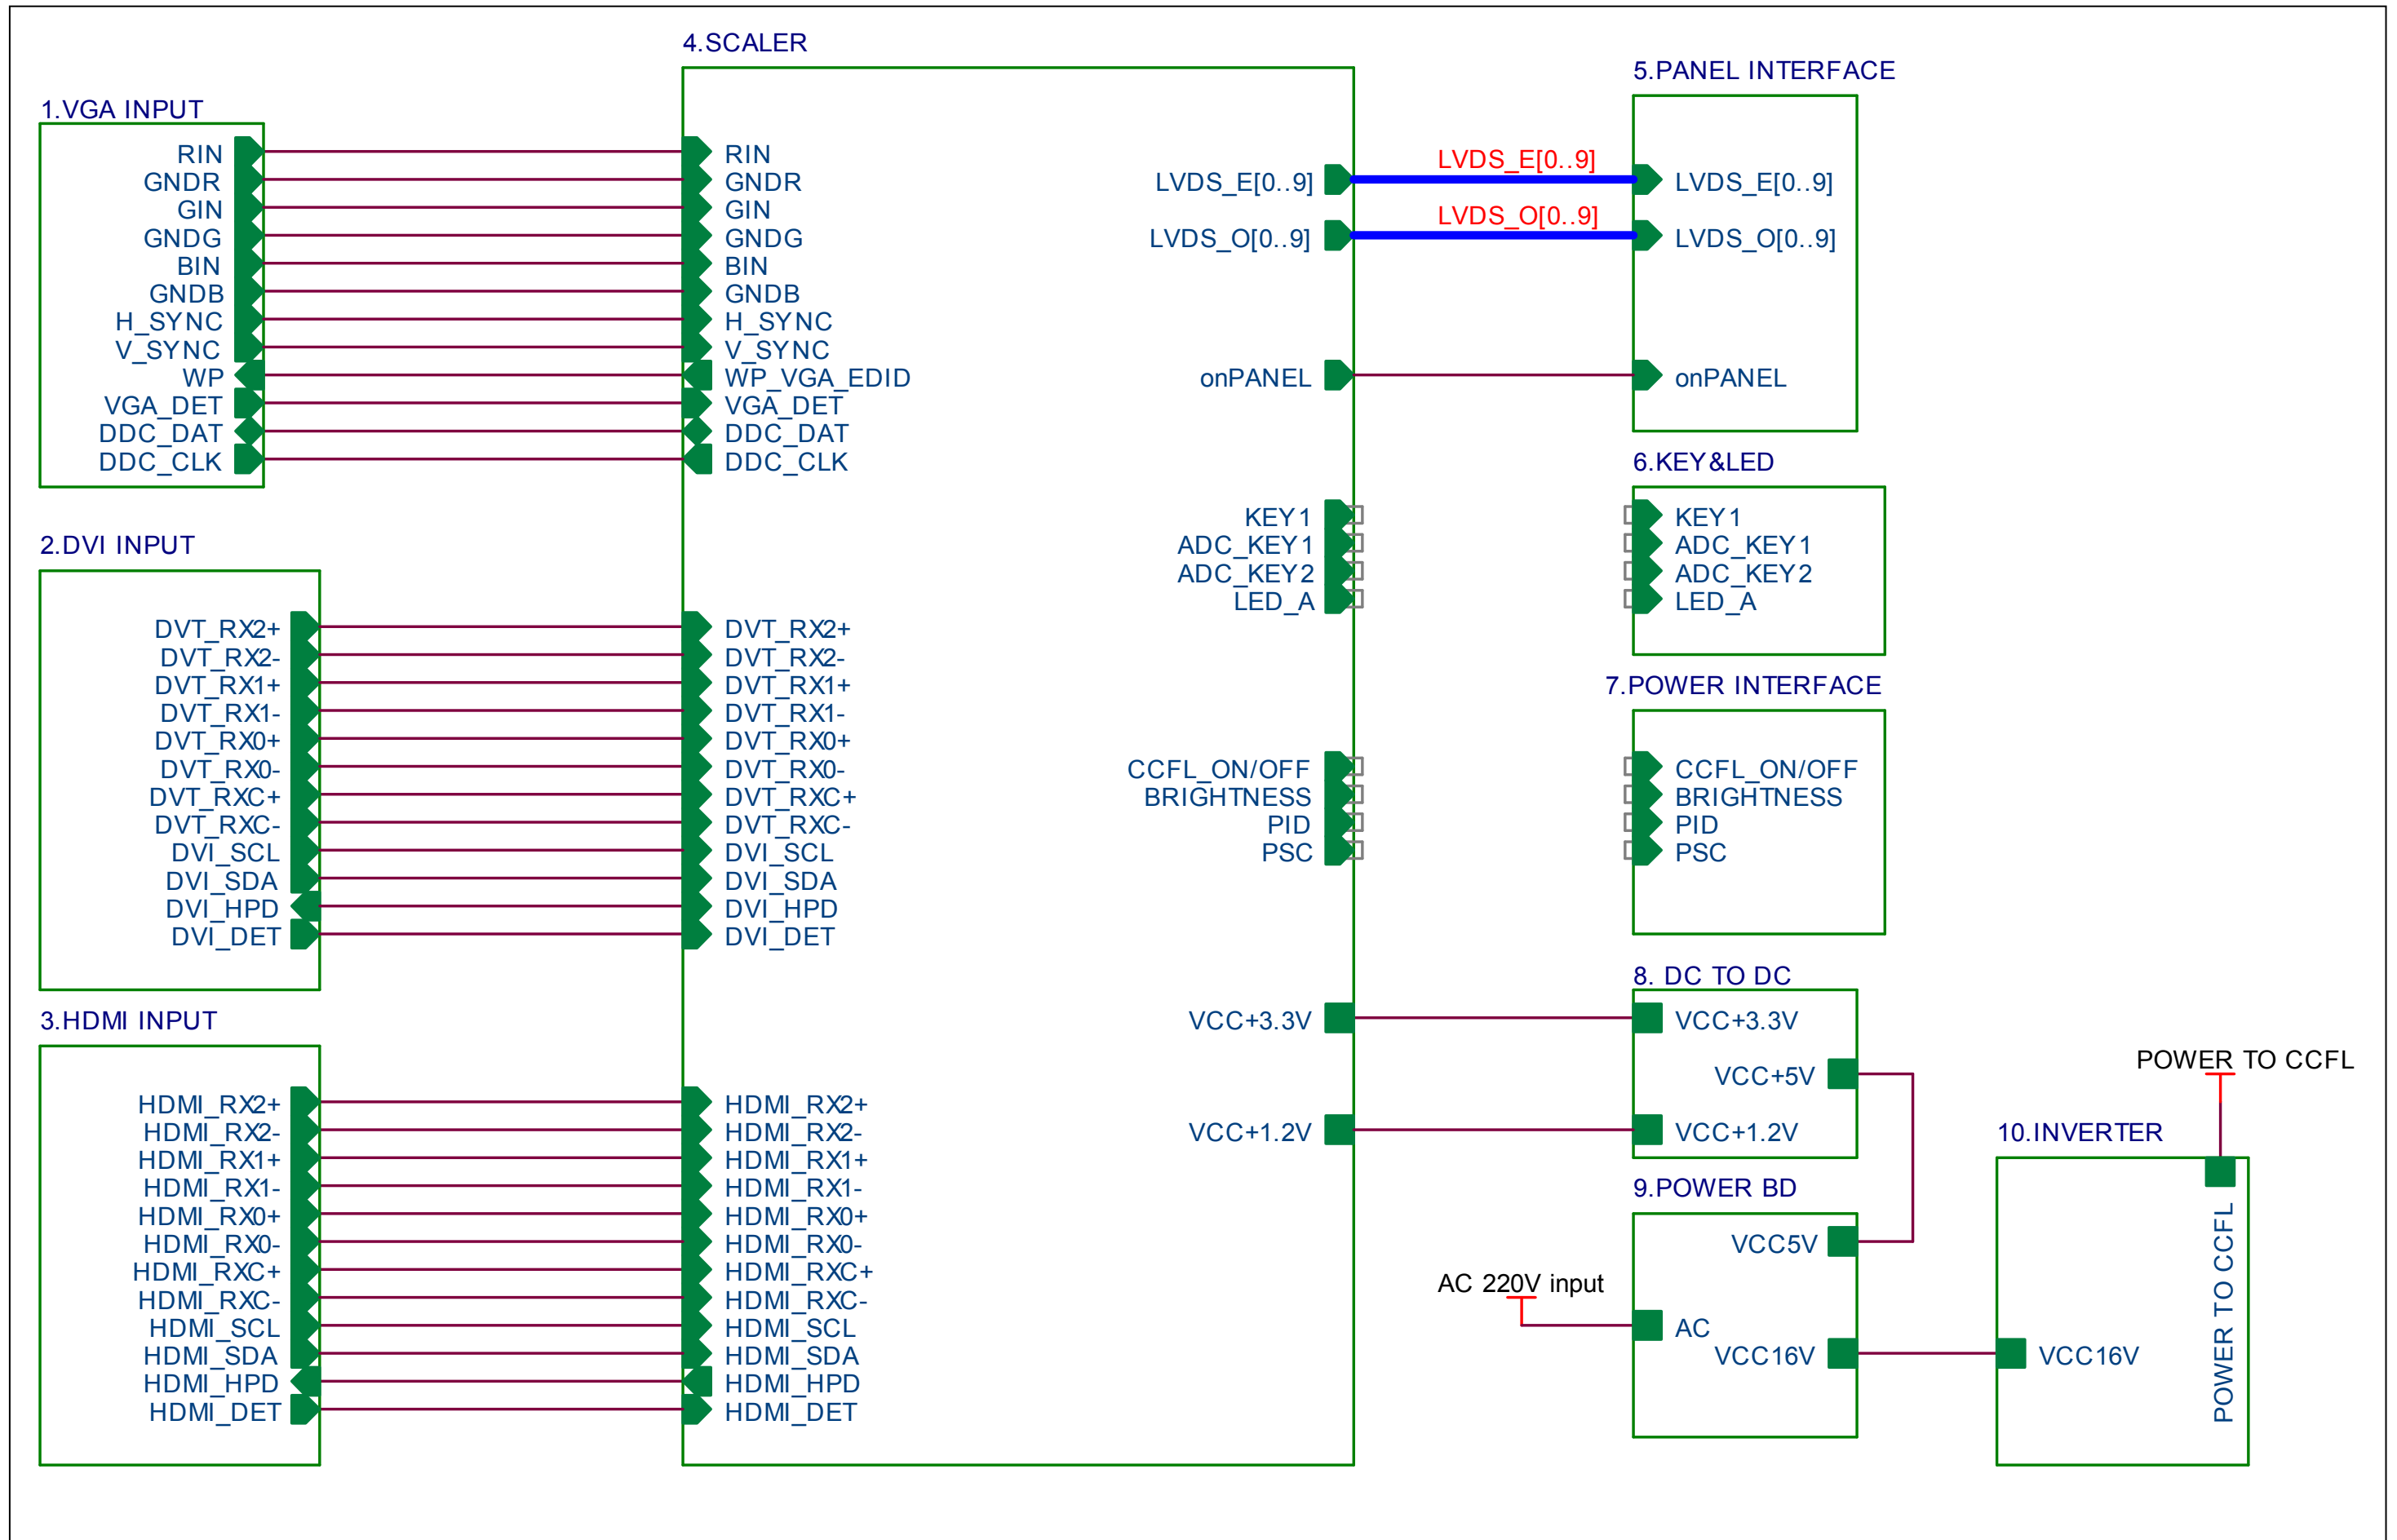 4.SCALER
5.PANEL INTERFACE
1.VGA INPUT
RIN
GNDR
GIN
GNDG
BIN
GNDB
H_SYNC
V_SYNC
WP
VGA_DET
DDC_DAT
DDC_CLK
RIN
GNDR
GIN
GNDG
BIN
GNDB
H_SYNC
V_SYNC
WP_VGA_EDID
VGA_DET
DDC_DAT
DDC_CLK
LVDS_E[0..9]
LVDS_O[0..9]
onPANEL
LVDS_E[0..9]
LVDS_O[0..9]
LVDS_E[0..9]
LVDS_O[0..9]
onPANEL
6.KEY&LED
KEY1
ADC_KEY1
ADC_KEY2
LED_A
KEY1
ADC_KEY1
ADC_KEY2
LED_A
2.DVI INPUT
DVT_RX2+
DVT_RX2-
DVT_RX1+
DVT_RX1-
DVT_RX0+
DVT_RX0-
DVT_RXC+
DVT_RXC-
DVI_SCL
DVI_SDA
DVI_HPD
DVI_DET
DVT_RX2+
DVT_RX2-
DVT_RX1+
DVT_RX1-
DVT_RX0+
DVT_RX0-
DVT_RXC+
DVT_RXC-
DVI_SCL
DVI_SDA
DVI_HPD
DVI_DET
7.POWER INTERFACE
CCFL_ON/OFF
BRIGHTNESS
PID
PSC
CCFL_ON/OFF
BRIGHTNESS
PID
PSC
3.HDMI INPUT
HDMI_RX2+
HDMI_RX2-
HDMI_RX1+
HDMI_RX1-
HDMI_RX0+
HDMI_RX0-
HDMI_RXC+
HDMI_RXC-
HDMI_SCL
HDMI_SDA
HDMI_HPD
HDMI_DET
HDMI_RX2+
HDMI_RX2-
HDMI_RX1+
HDMI_RX1-
HDMI_RX0+
HDMI_RX0-
HDMI_RXC+
HDMI_RXC-
HDMI_SCL
HDMI_SDA
HDMI_HPD
HDMI_DET
8. DC TO DC
VCC+3.3V
VCC+1.2V
VCC+3.3V
VCC+5V
VCC+1.2V
9.POWER BD
VCC5V
AC 220V input
AC
VCC16V
POWER TO CCFL
10.INVERTER
VCC16V
POWER TO CCFL